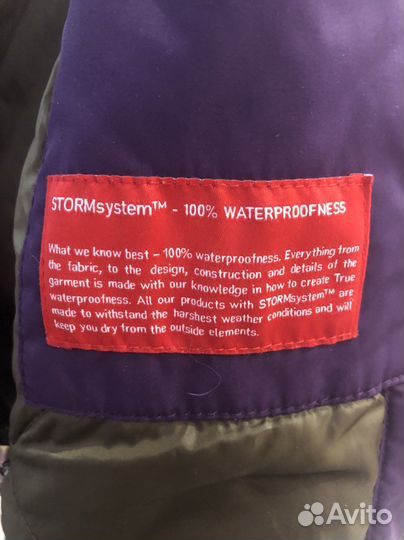 STORMsystem™ - 100% WATERPROOFNESS
What we know best – 100% waterproofness. Everything from
the fabric, to the design, construction and details of the
garment is made with our knowledge in how to create True
waterproofness. All our products with STORMsystem™ are
made to withstand the harshest weather conditions and will
keep you dry from the outside elements.
Avito